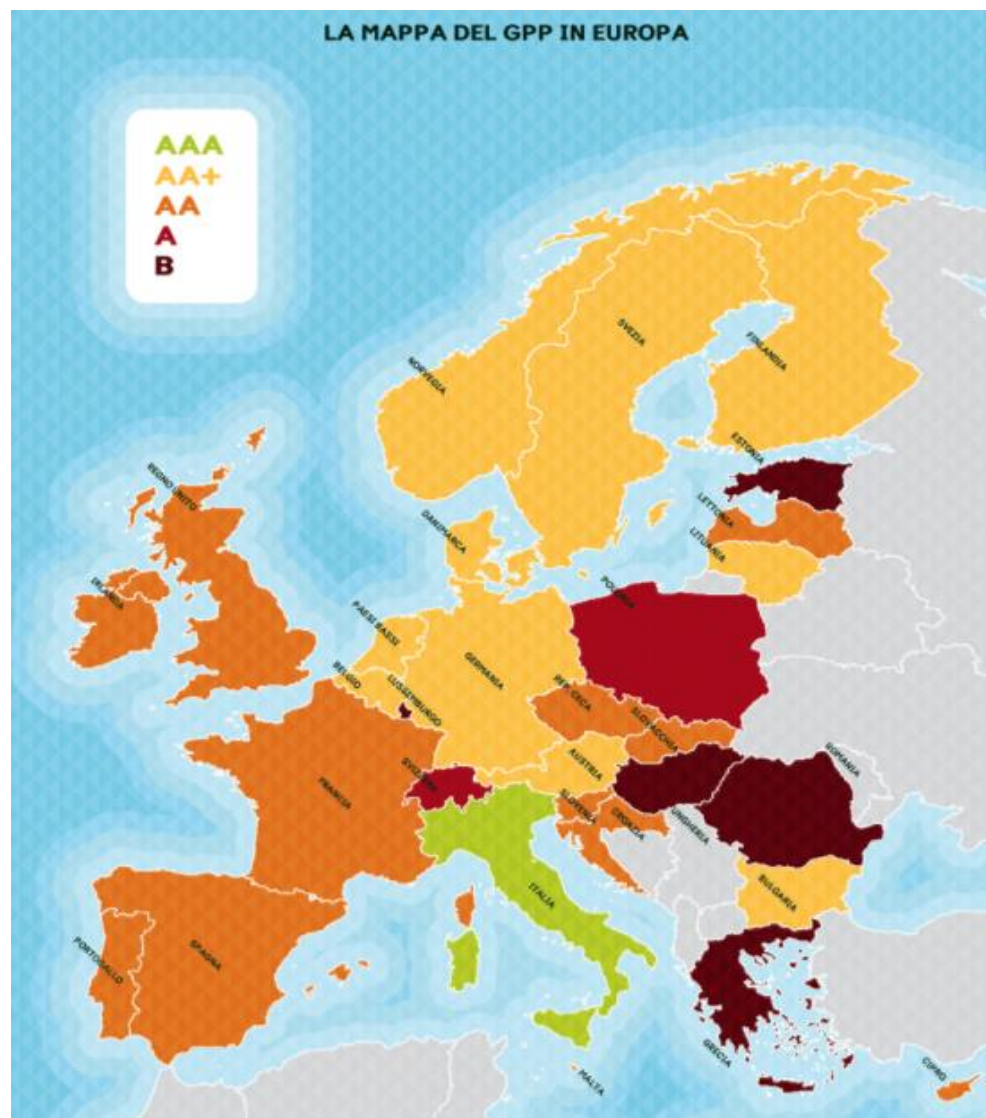 LA MAPPA DEL GPP IN EUROPA
AAA
AA+
AA
A
B
NORVEGIA
SVEZIA
FINLANDIA
ESTONIA
LETTONIA
LITUANIA
REGNO UNITO
IRLANDA
DANIMARCA
PAESI BASSI
BELGIO
LUSSEMBURGO
GERMANIA
POLONIA
REP. CECA
SLOVACCHIA
AUSTRIA
SVIZZERA
FRANCIA
SLOVENIA
CROAZIA
UNGHERIA
ROMANIA
BULGARIA
ITALIA
PORTOGALLO
SPAGNA
GRECIA
MALTA
CIPRO